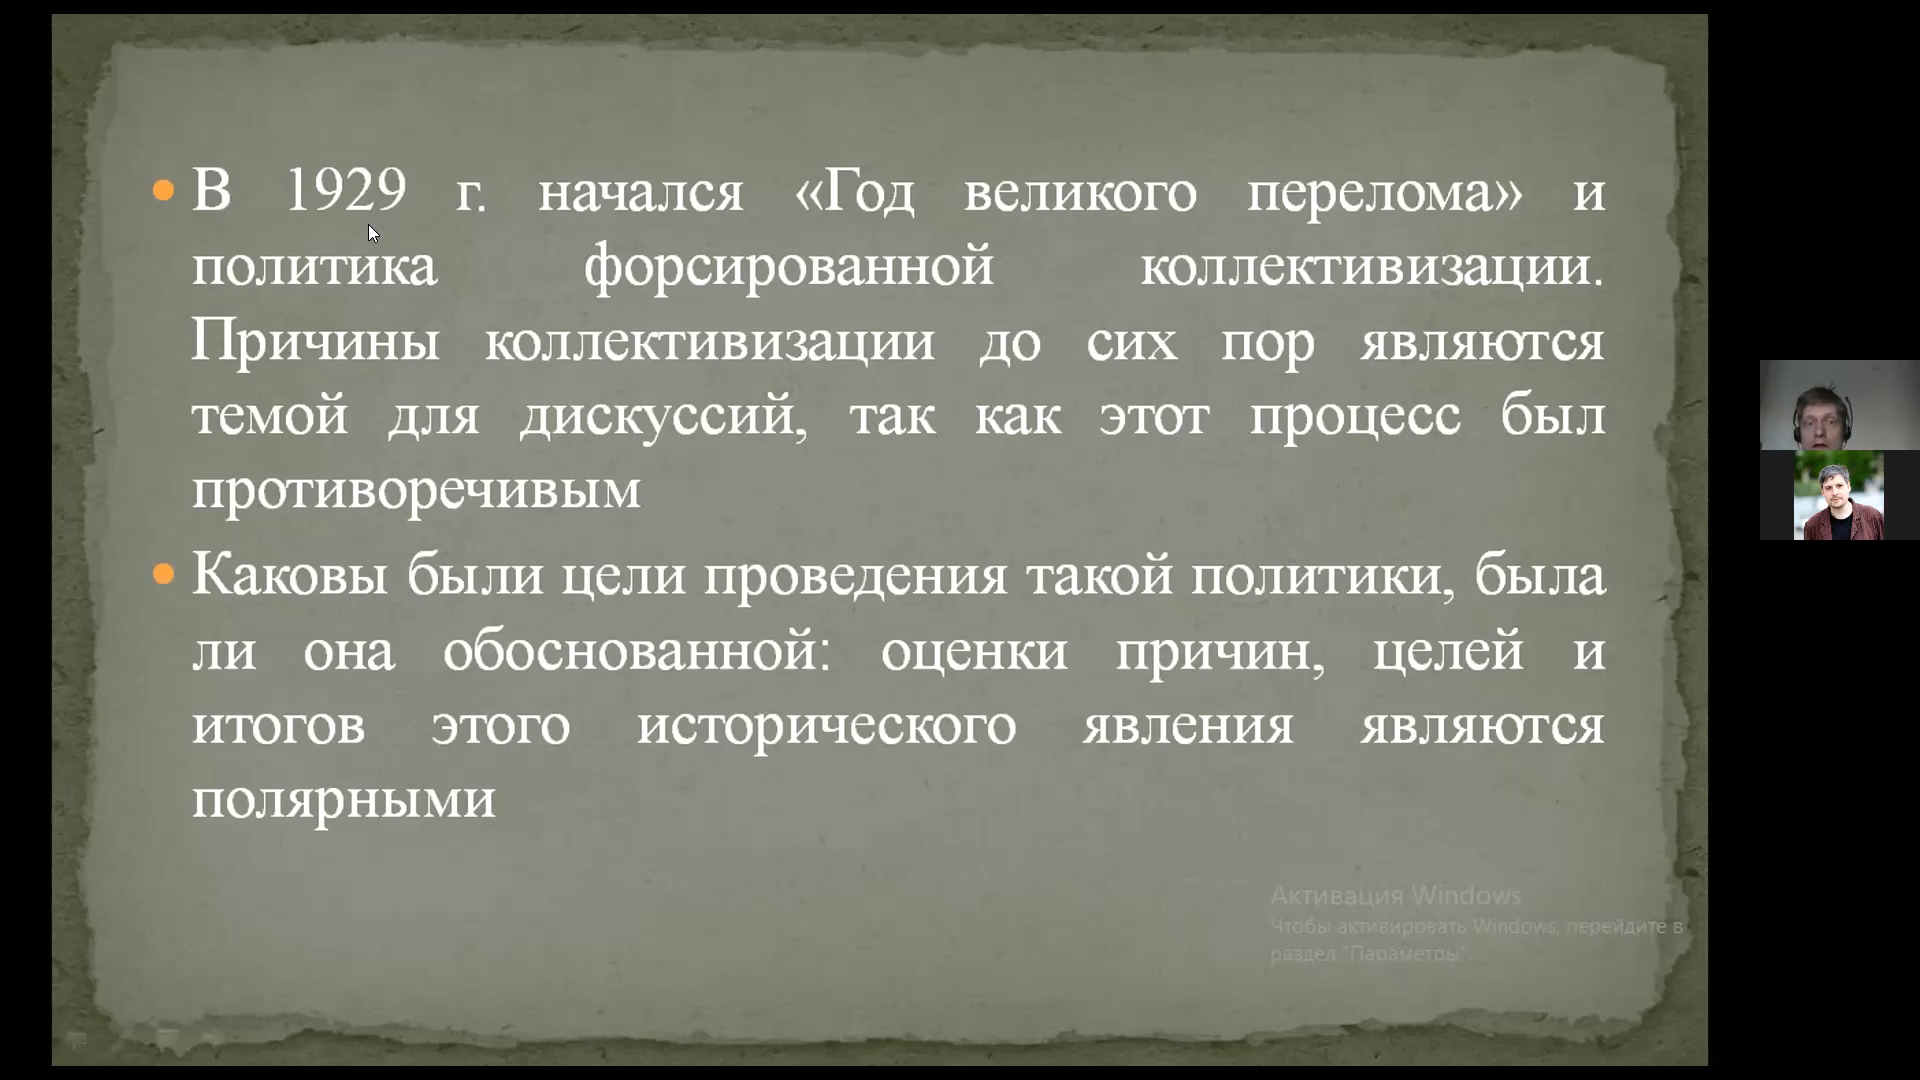 В 1929 г. начался «Год великого перелома» и
политика форсированной коллективизации.
Причины коллективизации до сих пор являются
темой для дискуссий, так как этот процесс был
противоречивым
Каковы были цели проведения такой политики, была
ли она обоснованной: оценки причин, целей и
итогов этого исторического явления являются
полярными
Активация Windows
Чтобы активировать Windows, перейдите в
раздел "Параметры".